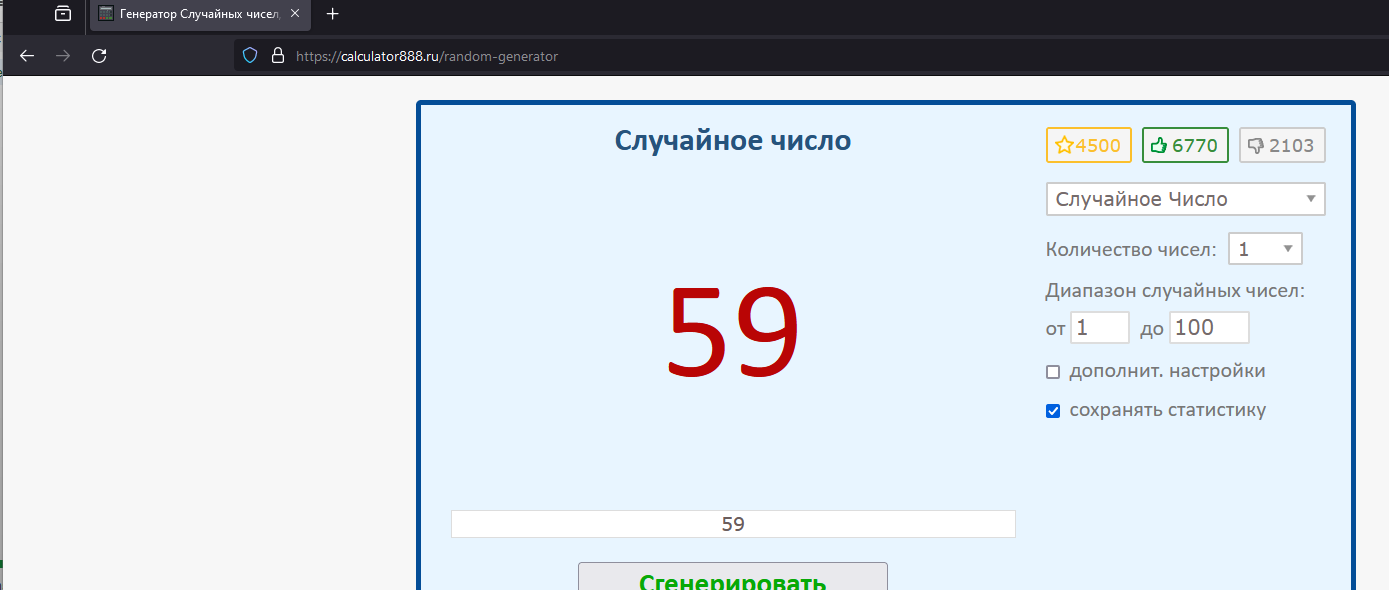 Генератор Случайных чисел,
https://calculator888.ru/random-generator
Случайное число
4500 6770 2103
Случайное Число
Количество чисел: 1
Диапазон случайных чисел:
от 1 до 100
59
дополнит. настройки
сохранять статистику
59
Сгенерировать